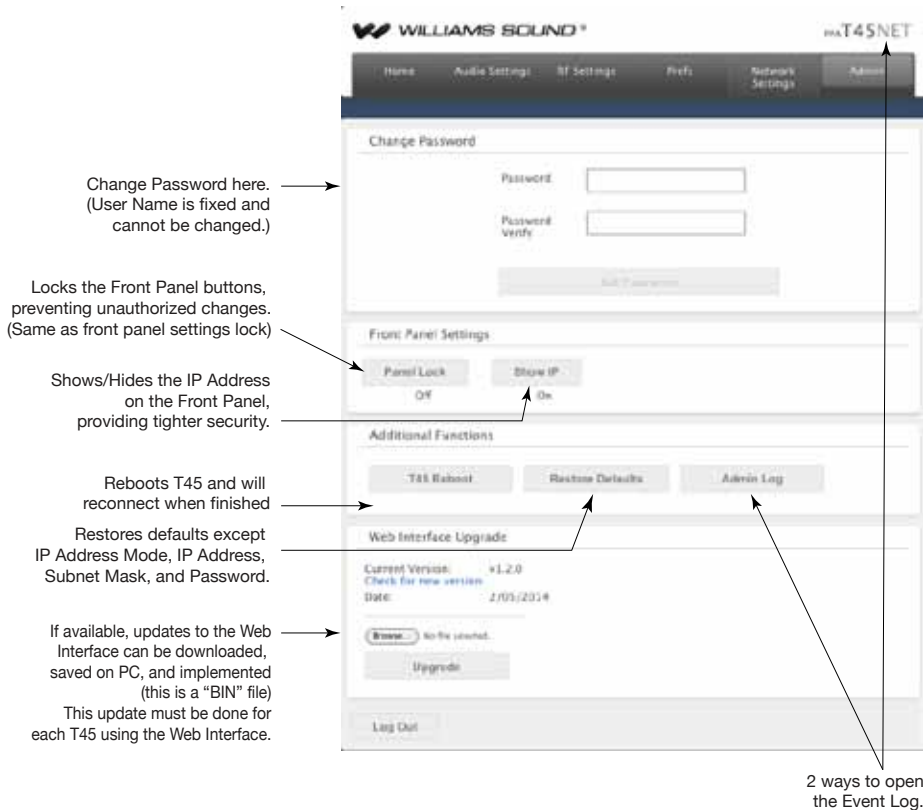 WILLIAMS SOUND®
PPA T45NET
Home Audio Settings RF Settings Prefs Network Settings Admin
Change Password
Password
Password Verify
Set Password
Change Password here.
(User Name is fixed and
cannot be changed.)
Locks the Front Panel buttons,
preventing unauthorized changes.
(Same as front panel settings lock)
Front Panel Settings
Panel Lock Show IP
Off On
Shows/Hides the IP Address
on the Front Panel,
providing tighter security.
Additional Functions
T45 Reboot Restore Defaults Admin Log
Reboots T45 and will
reconnect when finished
Restores defaults except
IP Address Mode, IP Address,
Subnet Mask, and Password.
Web Interface Upgrade
Current Version: v1.2.0
Check for new version
Date: 2/05/2014
Browse... No file selected.
Upgrade
If available, updates to the Web
Interface can be downloaded,
saved on PC, and implemented
(this is a “BIN” file)
This update must be done for
each T45 using the Web Interface.
Log Out
2 ways to open
the Event Log.